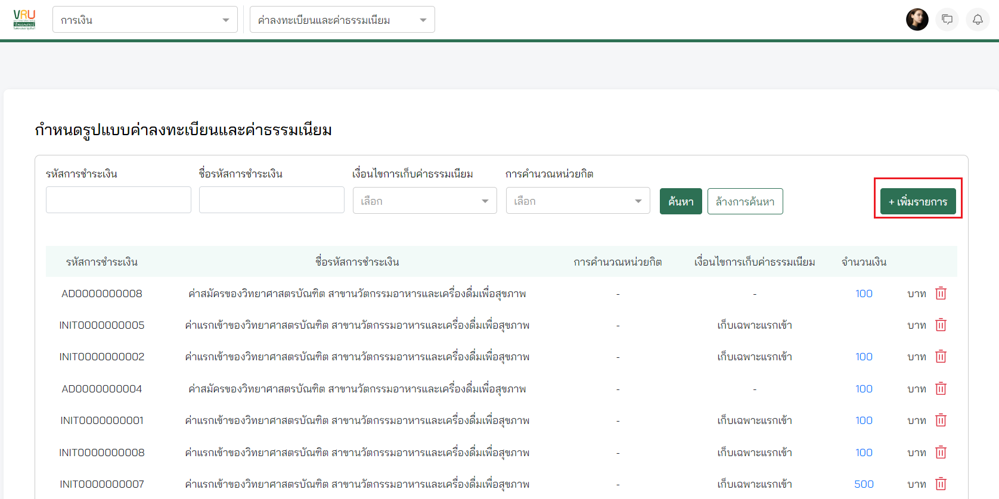 VRU
การเงิน
ค่าลงทะเบียนและค่าธรรมเนียม
กำหนดรูปแบบค่าลงทะเบียนและค่าธรรมเนียม
รหัสการชำระเงิน ชื่อรหัสการชำระเงิน เงื่อนไขการเก็บค่าธรรมเนียม การคำนวณหน่วยกิต
เลือก เลือก ค้นหา ล้างการค้นหา + เพิ่มรายการ
รหัสการชำระเงิน ชื่อรหัสการชำระเงิน การคำนวณหน่วยกิต เงื่อนไขการเก็บค่าธรรมเนียม จำนวนเงิน
AD0000000008 ค่าสมัครของวิทยาศาสตรบัณฑิต สาขานวัตกรรมอาหารและเครื่องดื่มเพื่อสุขภาพ - - 100 บาท
INIT0000000005 ค่าแรกเข้าของวิทยาศาสตรบัณฑิต สาขานวัตกรรมอาหารและเครื่องดื่มเพื่อสุขภาพ - เก็บเฉพาะแรกเข้า บาท
INIT0000000002 ค่าแรกเข้าของวิทยาศาสตรบัณฑิต สาขานวัตกรรมอาหารและเครื่องดื่มเพื่อสุขภาพ - เก็บเฉพาะแรกเข้า 100 บาท
AD0000000004 ค่าสมัครของวิทยาศาสตรบัณฑิต สาขานวัตกรรมอาหารและเครื่องดื่มเพื่อสุขภาพ - - 100 บาท
INIT0000000001 ค่าแรกเข้าของวิทยาศาสตรบัณฑิต สาขานวัตกรรมอาหารและเครื่องดื่มเพื่อสุขภาพ - เก็บเฉพาะแรกเข้า 100 บาท
INIT0000000008 ค่าแรกเข้าของวิทยาศาสตรบัณฑิต สาขานวัตกรรมอาหารและเครื่องดื่มเพื่อสุขภาพ - เก็บเฉพาะแรกเข้า 100 บาท
INIT0000000007 ค่าแรกเข้าของวิทยาศาสตรบัณฑิต สาขานวัตกรรมอาหารและเครื่องดื่มเพื่อสุขภาพ - เก็บเฉพาะแรกเข้า 500 บาท